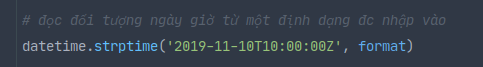 # đọc đối tượng ngày giờ từ một định dạng đc nhập vào
datetime.strptime('2019-11-10T10:00:00Z', format)